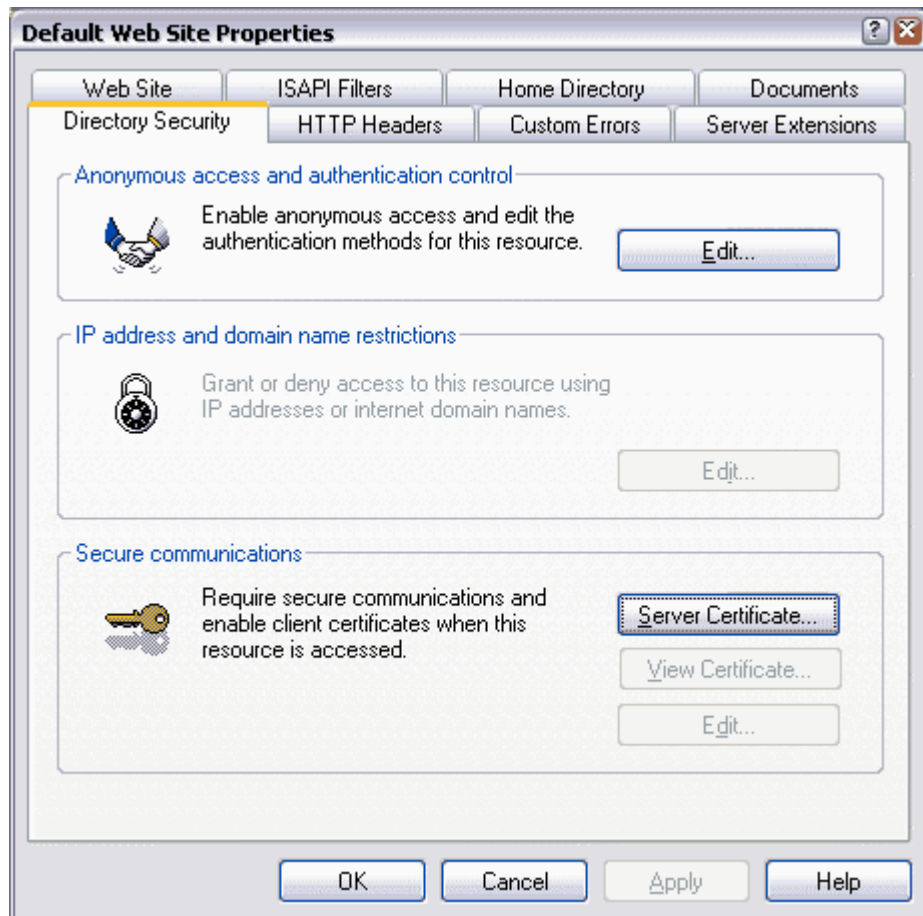 Default Web Site Properties
Web Site ISAPI Filters Home Directory Documents
Directory Security HTTP Headers Custom Errors Server Extensions
Anonymous access and authentication control
Enable anonymous access and edit the
authentication methods for this resource.
Edit...
IP address and domain name restrictions
Grant or deny access to this resource using
IP addresses or internet domain names.
Edit...
Secure communications
Require secure communications and
enable client certificates when this
resource is accessed.
Server Certificate...
View Certificate...
Edit...
OK Cancel Apply Help